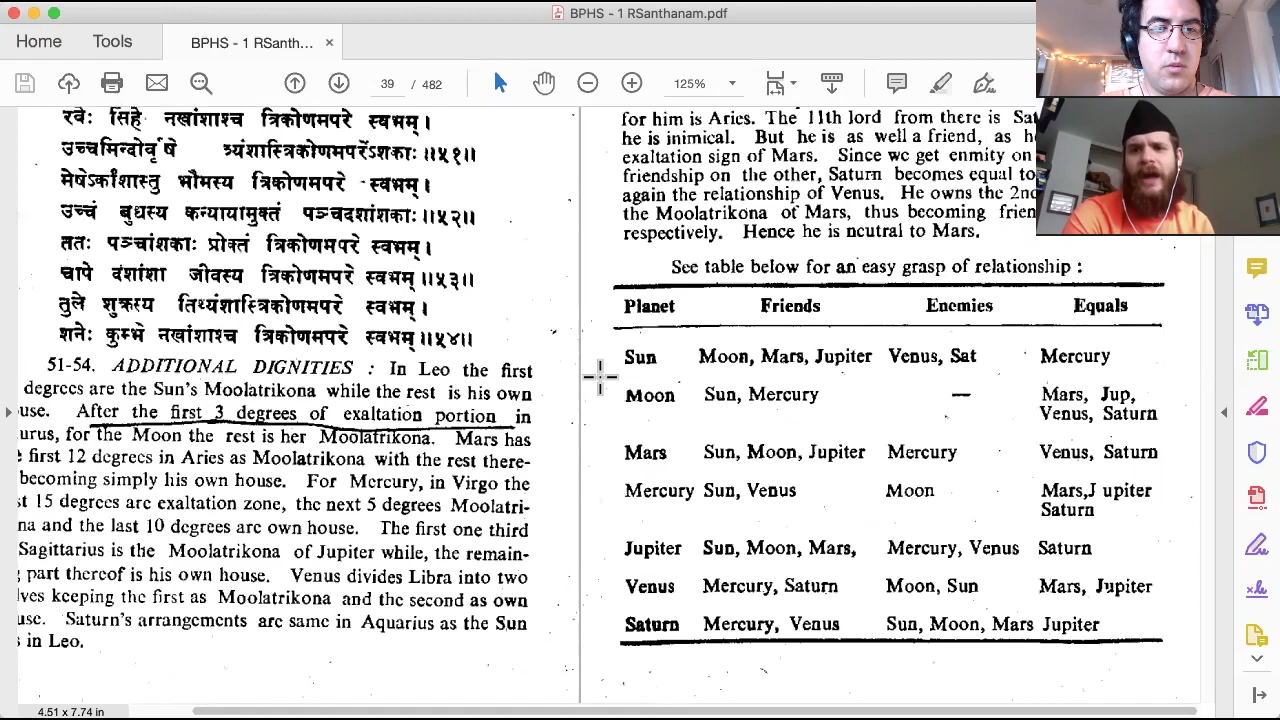 BPHS - 1 RSanthanam.pdf
Home Tools BPHS - 1 RSanth... ×
39 / 482 125%
रवेः सिंहे नखांशाश्च त्रिकोणमपरे स्वभम् ।
उच्चमिन्दोर्वृषे त्र्यंशास्त्रिकोणमपरेंऽशकाः ॥५१॥
मेषेऽर्कांशास्तु भौमस्य त्रिकोणमपरे स्वभम् ।
उच्चं बुधस्य कन्यायामुक्तं पञ्चदशांशकाः ॥५२॥
ततः पञ्चांशकाः प्रोक्तं त्रिकोणमपरे स्वभम् ।
चापे दशांशा जीवस्य त्रिकोणमपरे स्वभम् ॥५३॥
तुले शुक्रस्य तिथ्यंशास्त्रिकोणमपरे स्वभम् ।
शनेः कुम्भे नखांशाश्च त्रिकोणमपरे स्वभम् ॥५४॥
51-54. ADDITIONAL DIGNITIES : In Leo the first
degrees are the Sun's Moolatrikona while the rest is his own
use. After the first 3 degrees of exaltation portion in
urus, for the Moon the rest is her Moolatrikona. Mars has
first 12 degrees in Aries as Moolatrikona with the rest there-
becoming simply his own house. For Mercury, in Virgo the
st 15 degrees are exaltation zone, the next 5 degrees Moolatri-
na and the last 10 degrees are own house. The first one third
Sagittarius is the Moolatrikona of Jupiter while, the remain-
part thereof is his own house. Venus divides Libra into two
lves keeping the first as Moolatrikona and the second as own
use. Saturn's arrangements are same in Aquarius as the Sun
in Leo.
for him is Aries. The 11th lord from there is Sat
he is inimical. But he is as well a friend, as h
exaltation sign of Mars. Since we get enmity on
friendship on the other, Saturn becomes equal to
again the relationship of Venus. He owns the 2nd
the Moolatrikona of Mars, thus becoming frien
respectively. Hence he is neutral to Mars.
See table below for an easy grasp of relationship :
Planet Friends Enemies Equals
Sun Moon, Mars, Jupiter Venus, Sat Mercury
Moon Sun, Mercury — Mars, Jup,
Venus, Saturn
Mars Sun, Moon, Jupiter Mercury Venus, Saturn
Mercury Sun, Venus Moon Mars,J upiter
Saturn
Jupiter Sun, Moon, Mars, Mercury, Venus Saturn
Venus Mercury, Saturn Moon, Sun Mars, Jupiter
Saturn Mercury, Venus Sun, Moon, Mars Jupiter
4.51 x 7.74 in